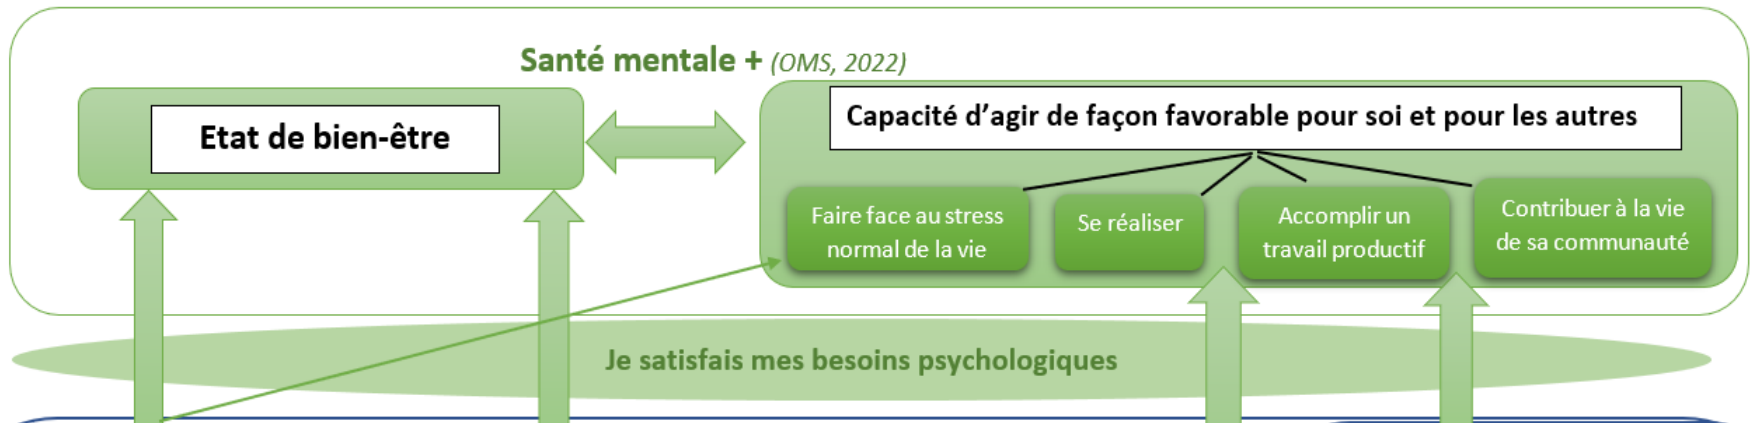 Santé mentale + (OMS, 2022)
Etat de bien-être
Capacité d’agir de façon favorable pour soi et pour les autres
Faire face au stress
normal de la vie
Se réaliser
Accomplir un
travail productif
Contribuer à la vie
de sa communauté
Je satisfais mes besoins psychologiques